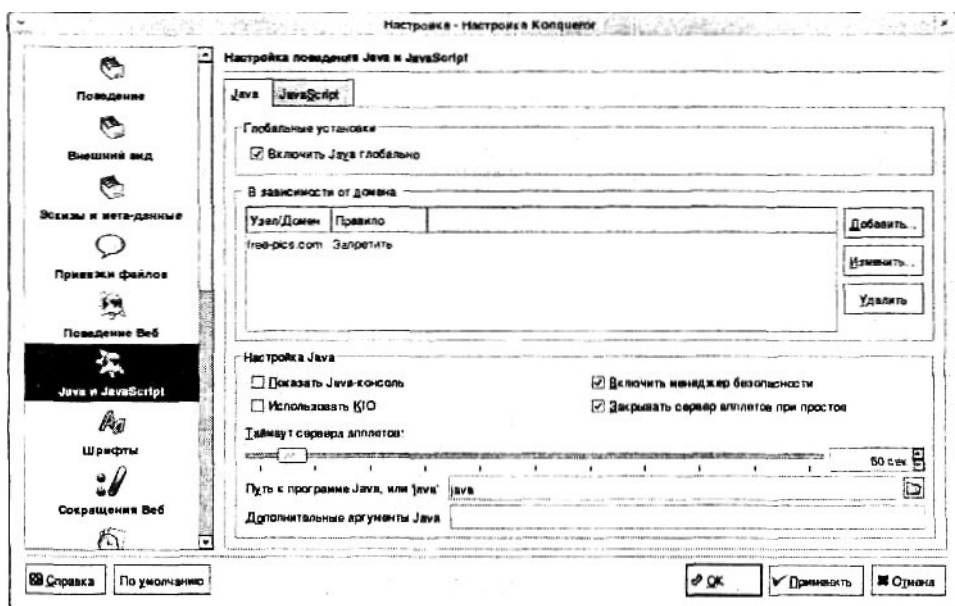 Настройка - Настройка Konqueror
Поведение
Внешний вид
Эскизы и мета-данные
Привязки файлов
Поведение Веб
Java и JavaScript
Шрифты
Сокращения Веб
Настройка поведения Java и JavaScript
Java
JavaScript
Глобальные установки
Включить Java глобально
В зависимости от домена
Узел/Домен Правило
free-pics.com Запретить
Добавить...
Изменить...
Удалить
Настройка Java
Показать Java-консоль
Включить менеджер безопасности
Использовать KIO
Закрывать сервер апплетов при простое
Таймаут сервера апплетов:
60 сек
Путь к программе Java, или 'java'
java
Дополнительные аргументы Java
Справка
По умолчанию
OK
Применить
Отмена